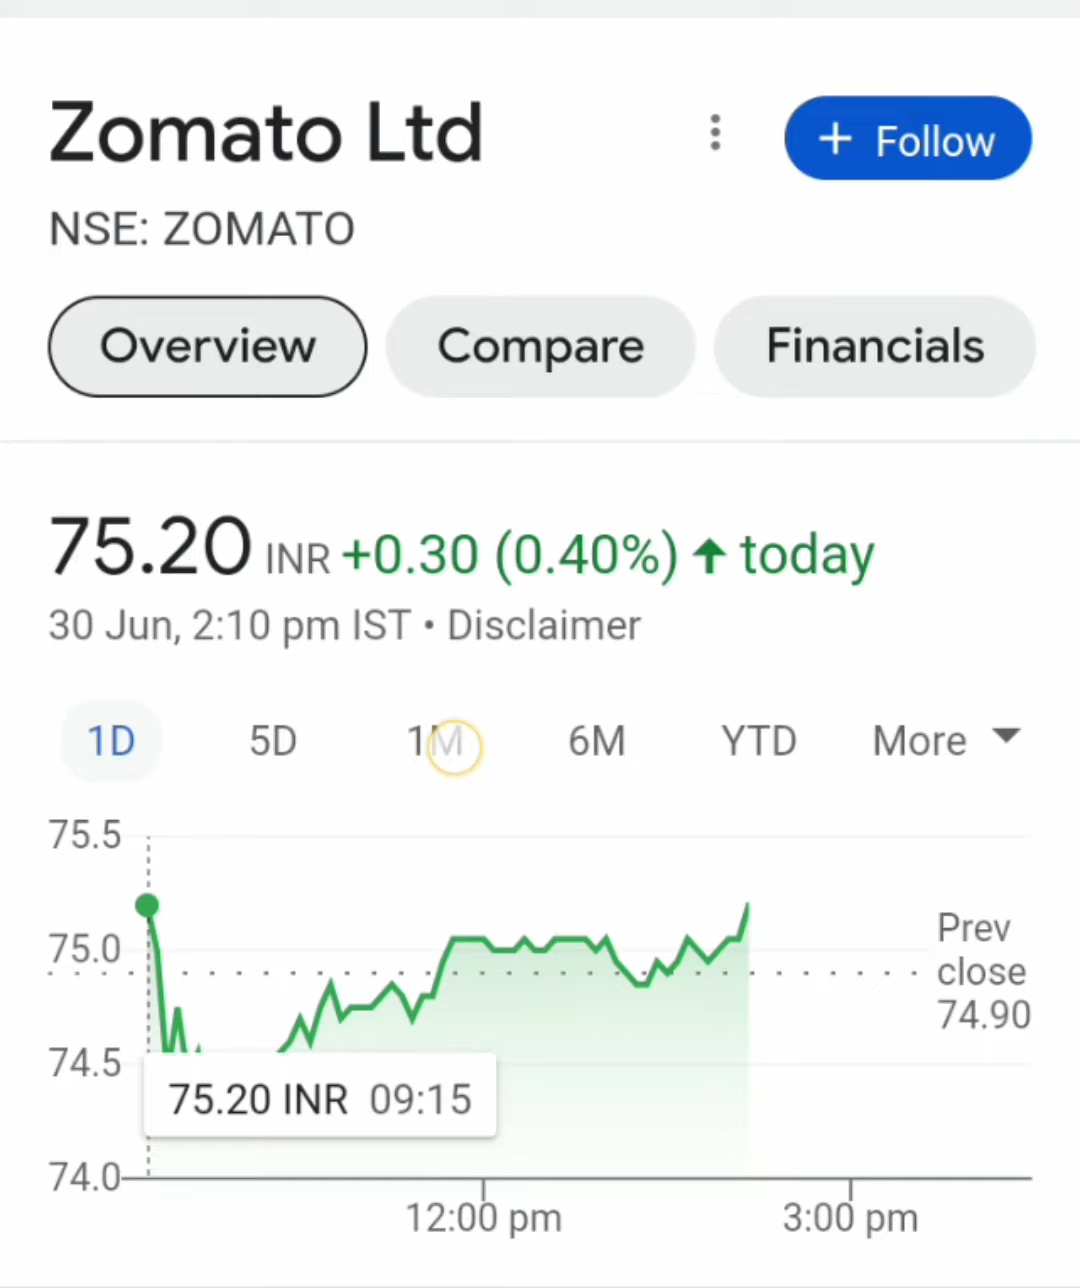 Zomato Ltd
+ Follow
NSE: ZOMATO
Overview Compare Financials
75.20 INR +0.30 (0.40%) ↑ today
30 Jun, 2:10 pm IST • Disclaimer
1D 5D 1M 6M YTD More
75.5
75.0
74.5
74.0
Prev
close
74.90
75.20 INR 09:15
12:00 pm 3:00 pm